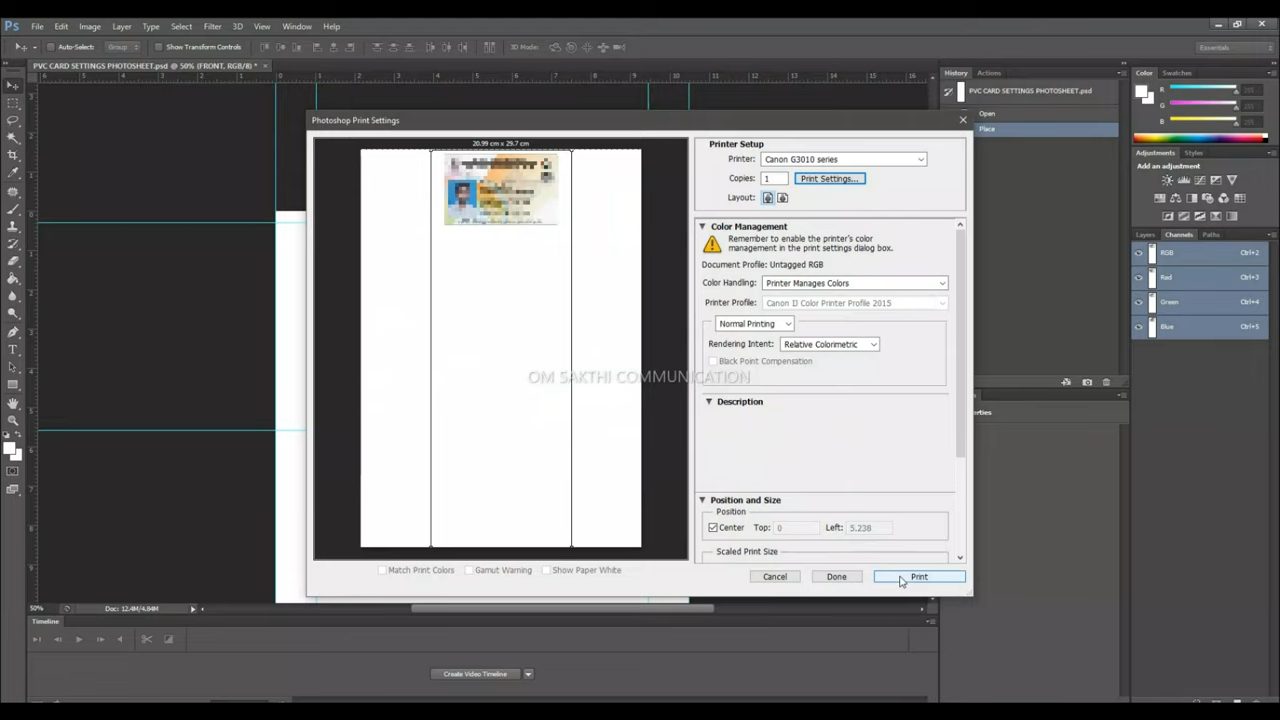 Ps File Edit Image Layer Type Select Filter 3D View Window Help
Auto-Select: Group Show Transform Controls 3D Mode: Essentials
PVC CARD SETTINGS PHOTOSHEET.psd @ 50% (FRONT, RGB/8) *
History Actions
PVC CARD SETTINGS PHOTOSHEET.psd
Open
Place
Color Swatches
R
G
B
Adjustments Styles
Layers Channels Paths
RGB Ctrl+2
Red Ctrl+3
Green Ctrl+4
Blue Ctrl+5
Photoshop Print Settings
20.99 cm x 29.7 cm
Printer Setup
Printer: Canon G3010 series
Copies: 1 Print Settings...
Layout:
Color Management
Remember to enable the printer's color
management in the print settings dialog box.
Document Profile: Untagged RGB
Color Handling: Printer Manages Colors
Printer Profile: Canon IJ Color Printer Profile 2015
Normal Printing
Rendering Intent: Relative Colorimetric
Black Point Compensation
OM SAKTHI COMMUNICATION
Description
Position and Size
Position
Center Top: 0 Left: 5.238
Scaled Print Size
Match Print Colors Gamut Warning Show Paper White
Cancel Done Print
50% Doc: 12.4M/4.84M
Timeline
Create Video Timeline